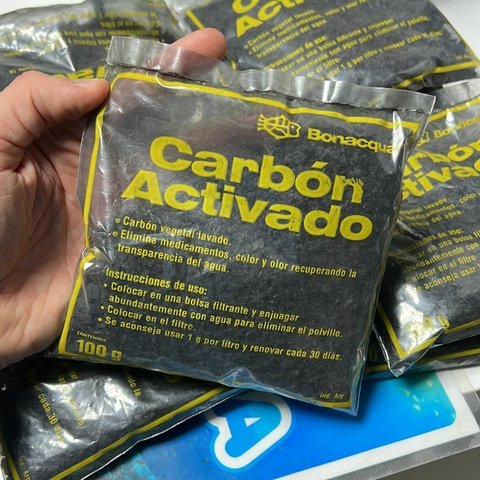 Bonacqua
Carbón
Activado
• Carbón vegetal lavado.
• Elimina medicamentos, color y olor recuperando la
transparencia del agua.
Instrucciones de uso:
• Colocar en una bolsa filtrante y enjuagar
abundantemente con agua para eliminar el polvillo.
• Colocar en el filtro.
• Se aconseja usar 1 g por litro y renovar cada 30 días.
CONTENIDO:
100 g
Ind. Arg.